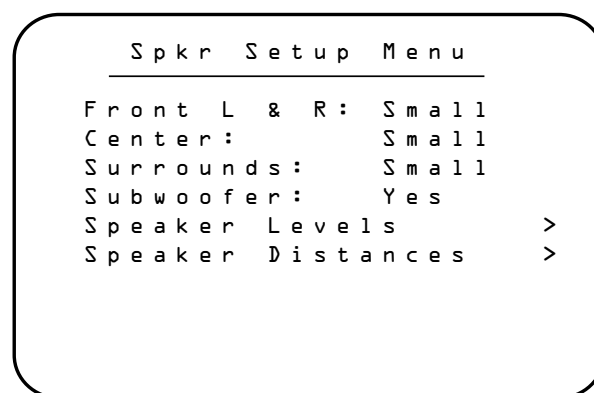 Spkr Setup Menu
Front L & R: Small
Center: Small
Surrounds: Small
Subwoofer: Yes
Speaker Levels >
Speaker Distances >